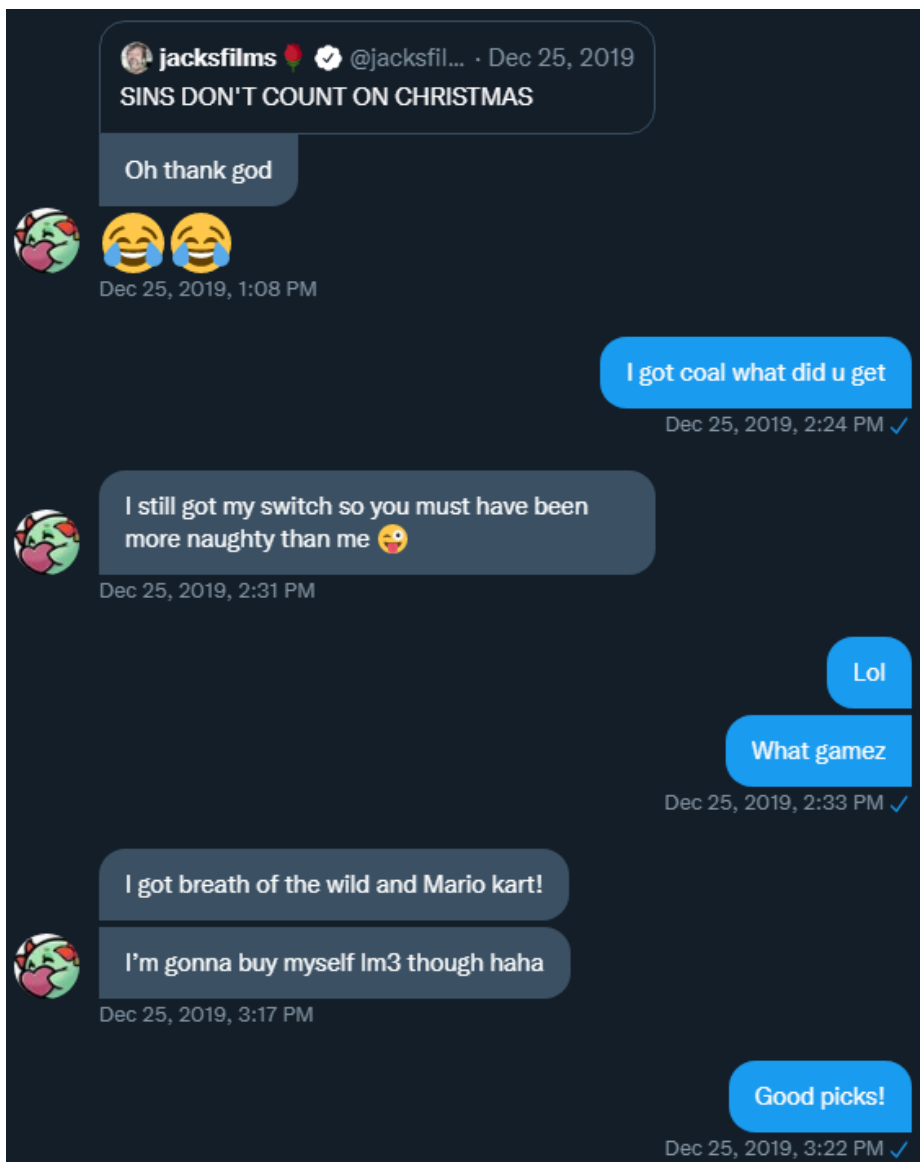 jacksfilms🌹 @jacksfil... · Dec 25, 2019
SINS DON'T COUNT ON CHRISTMAS
Oh thank god
😂😂
Dec 25, 2019, 1:08 PM
I got coal what did u get
Dec 25, 2019, 2:24 PM ✓
I still got my switch so you must have been
more naughty than me 😜
Dec 25, 2019, 2:31 PM
Lol
What gamez
Dec 25, 2019, 2:33 PM ✓
I got breath of the wild and Mario kart!
I’m gonna buy myself lm3 though haha
Dec 25, 2019, 3:17 PM
Good picks!
Dec 25, 2019, 3:22 PM ✓